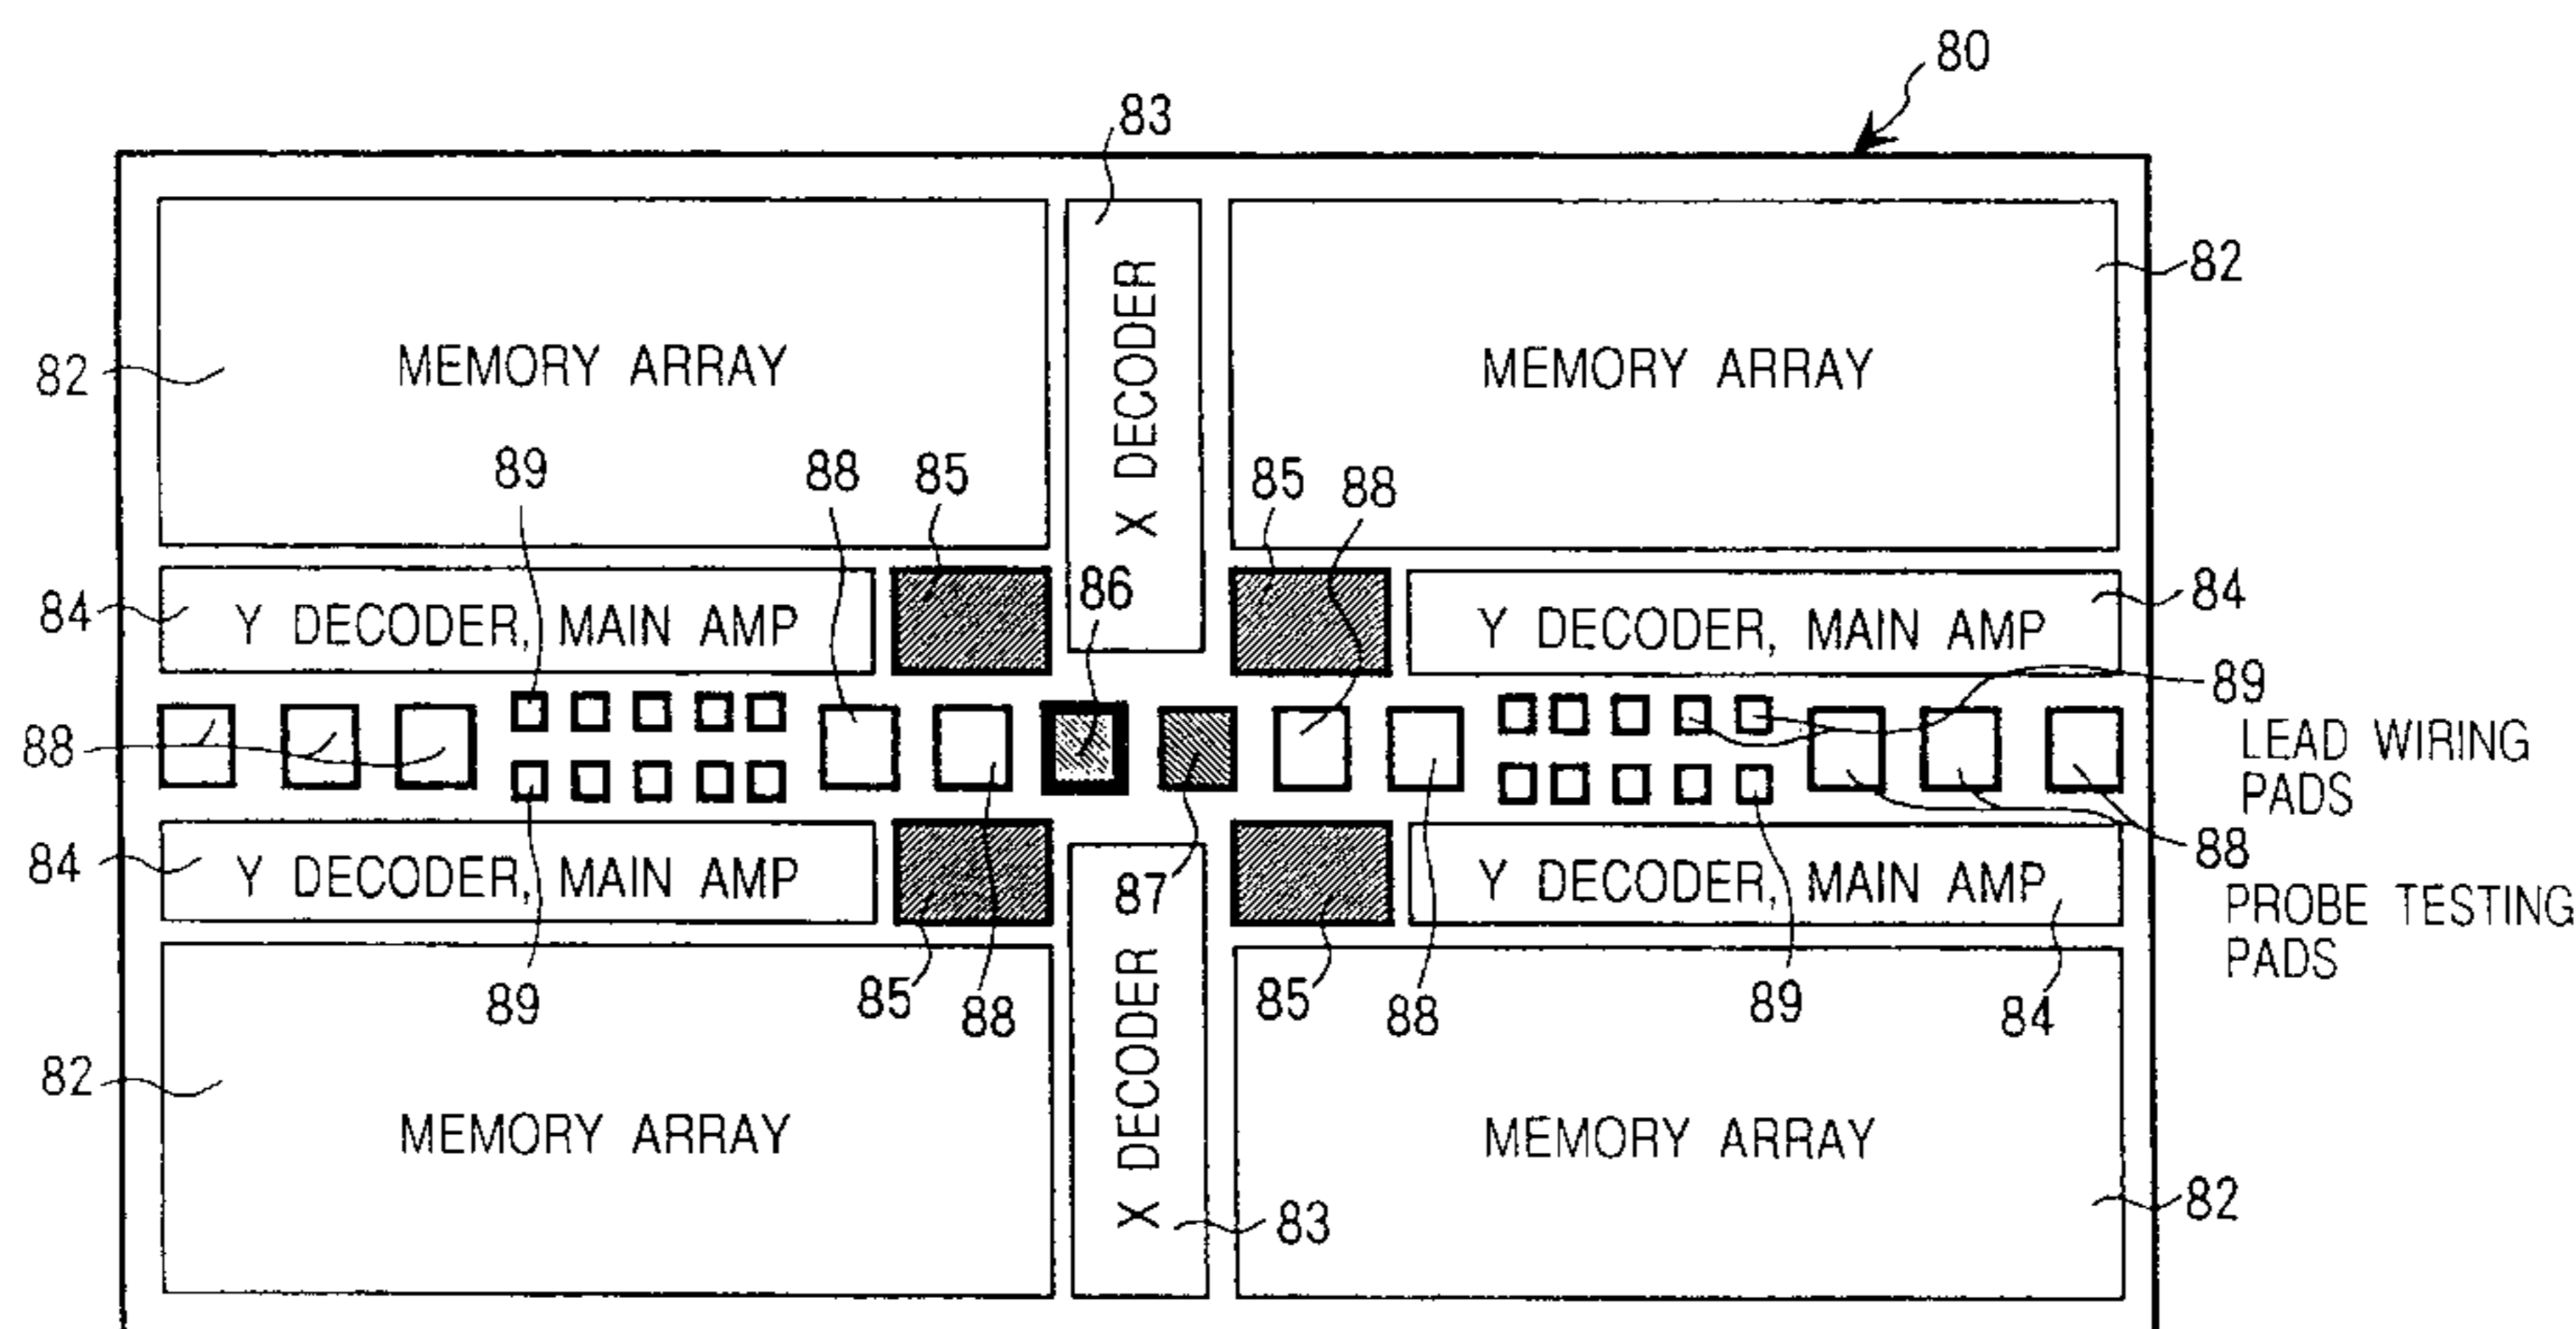 80
83
82
MEMORY ARRAY
X DECODER
MEMORY ARRAY
82
89
88
85
85
88
84
Y DECODER, MAIN AMP
86
Y DECODER, MAIN AMP
84
88
89
LEAD WIRING
PADS
84
Y DECODER, MAIN AMP
87
Y DECODER, MAIN AMP
88
PROBE TESTING
PADS
89
85
88
85
88
89
84
82
MEMORY ARRAY
X DECODER
MEMORY ARRAY
83
82